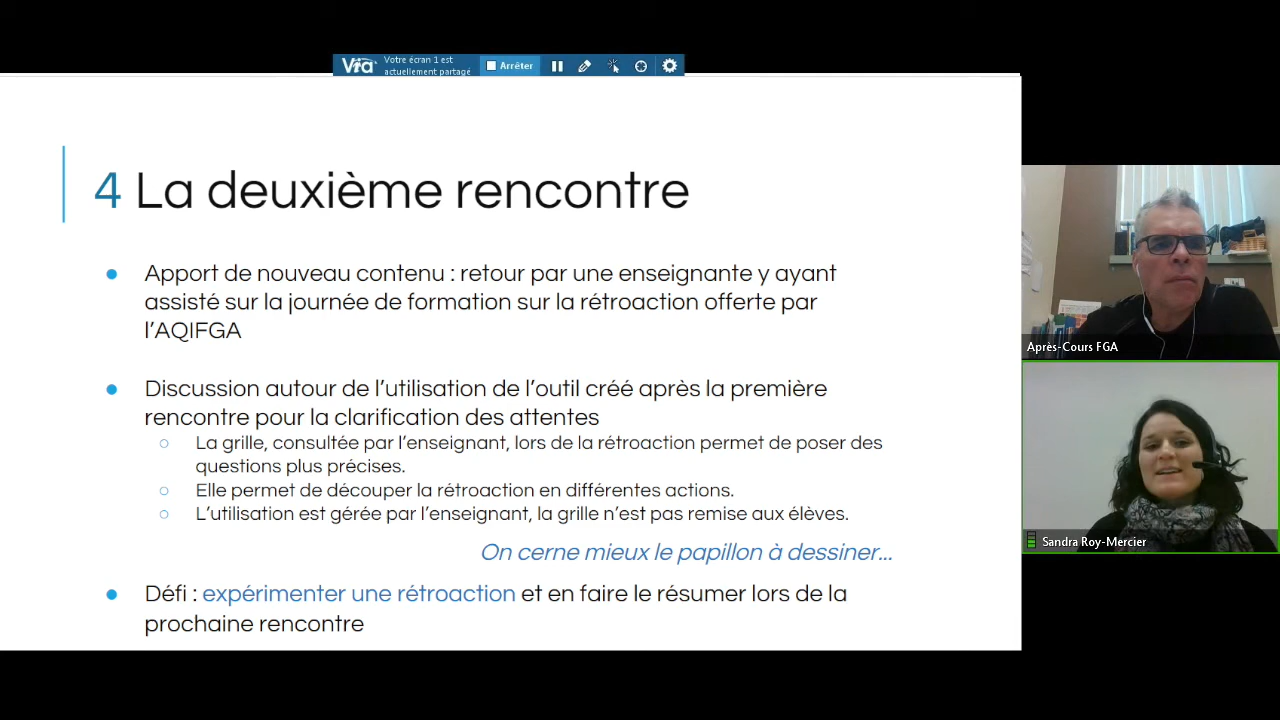 Via
Votre écran 1 est
actuellement partagé
Arrêter
4 La deuxième rencontre
● Apport de nouveau contenu : retour par une enseignante y ayant
assisté sur la journée de formation sur la rétroaction offerte par
l'AQIFGA
● Discussion autour de l'utilisation de l'outil créé après la première
rencontre pour la clarification des attentes
○ La grille, consultée par l'enseignant, lors de la rétroaction permet de poser des
questions plus précises.
○ Elle permet de découper la rétroaction en différentes actions.
○ L'utilisation est gérée par l'enseignant, la grille n'est pas remise aux élèves.
On cerne mieux le papillon à dessiner...
● Défi : expérimenter une rétroaction et en faire le résumer lors de la
prochaine rencontre
Après-Cours FGA
Sandra Roy-Mercier